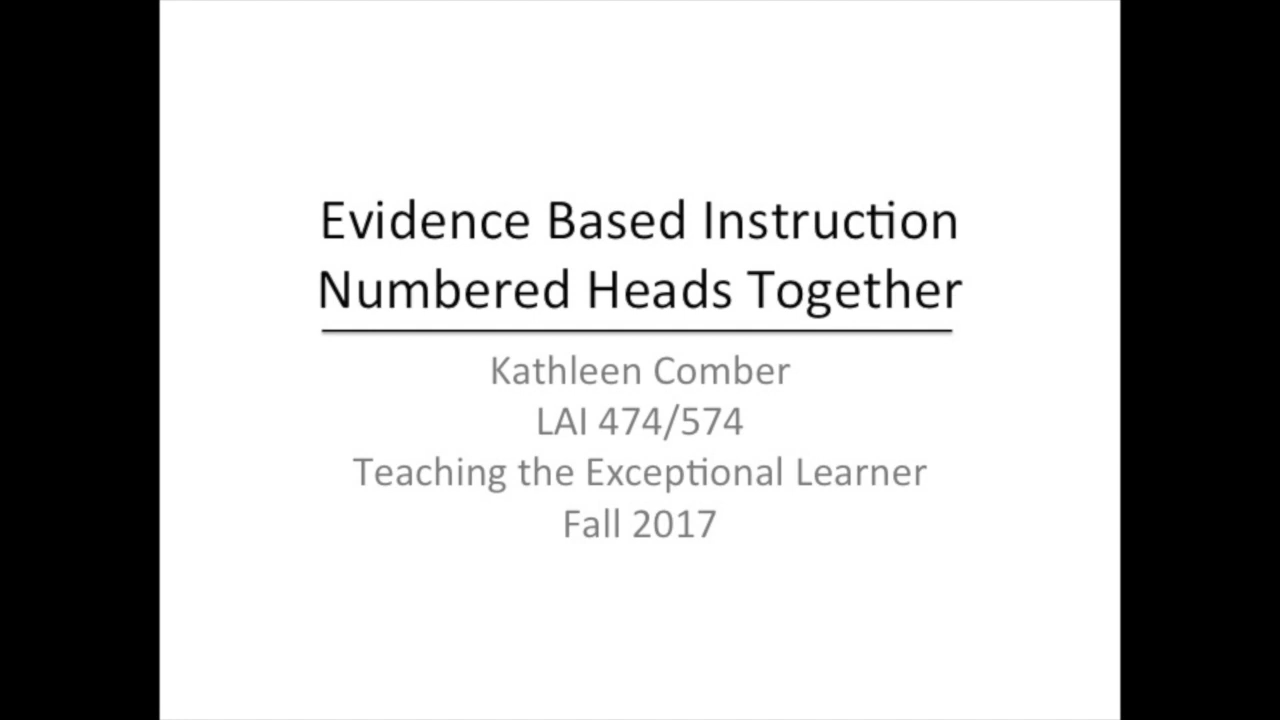 Evidence Based Instruction
Numbered Heads Together
Kathleen Comber
LAI 474/574
Teaching the Exceptional Learner
Fall 2017